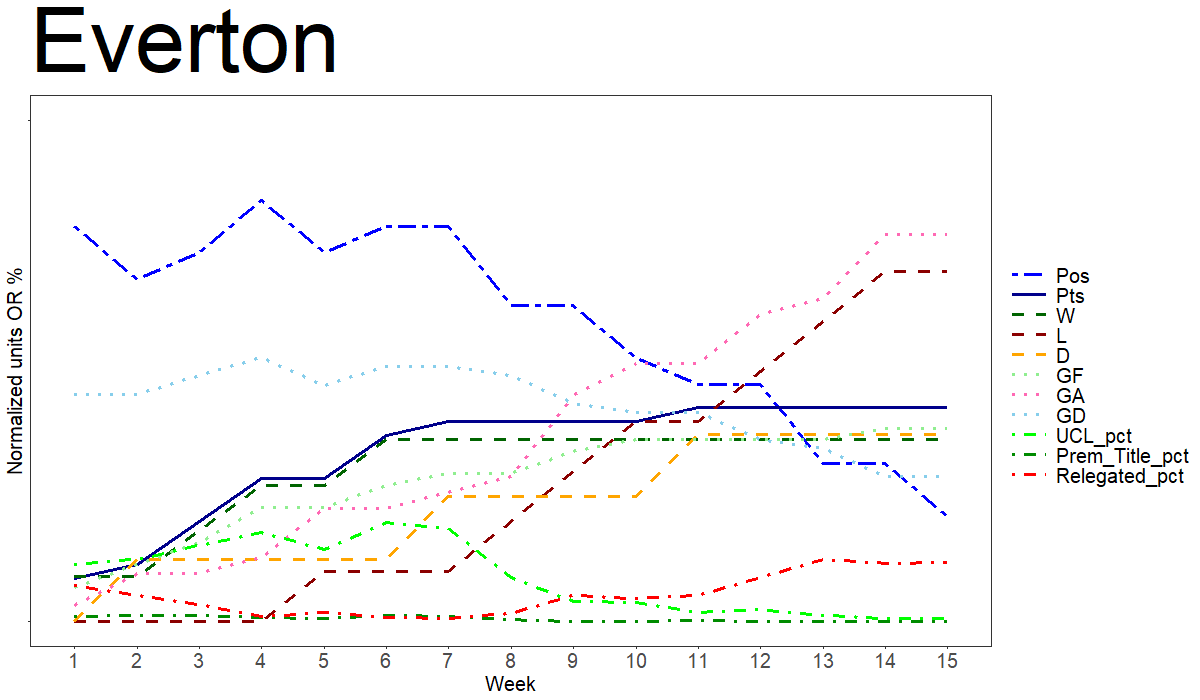 Everton
Normalized units OR %
1 2 3 4 5 6 7 8 9 10 11 12 13 14 15
Week
Pos
Pts
W
L
D
GF
GA
GD
UCL_pct
Prem_Title_pct
Relegated_pct